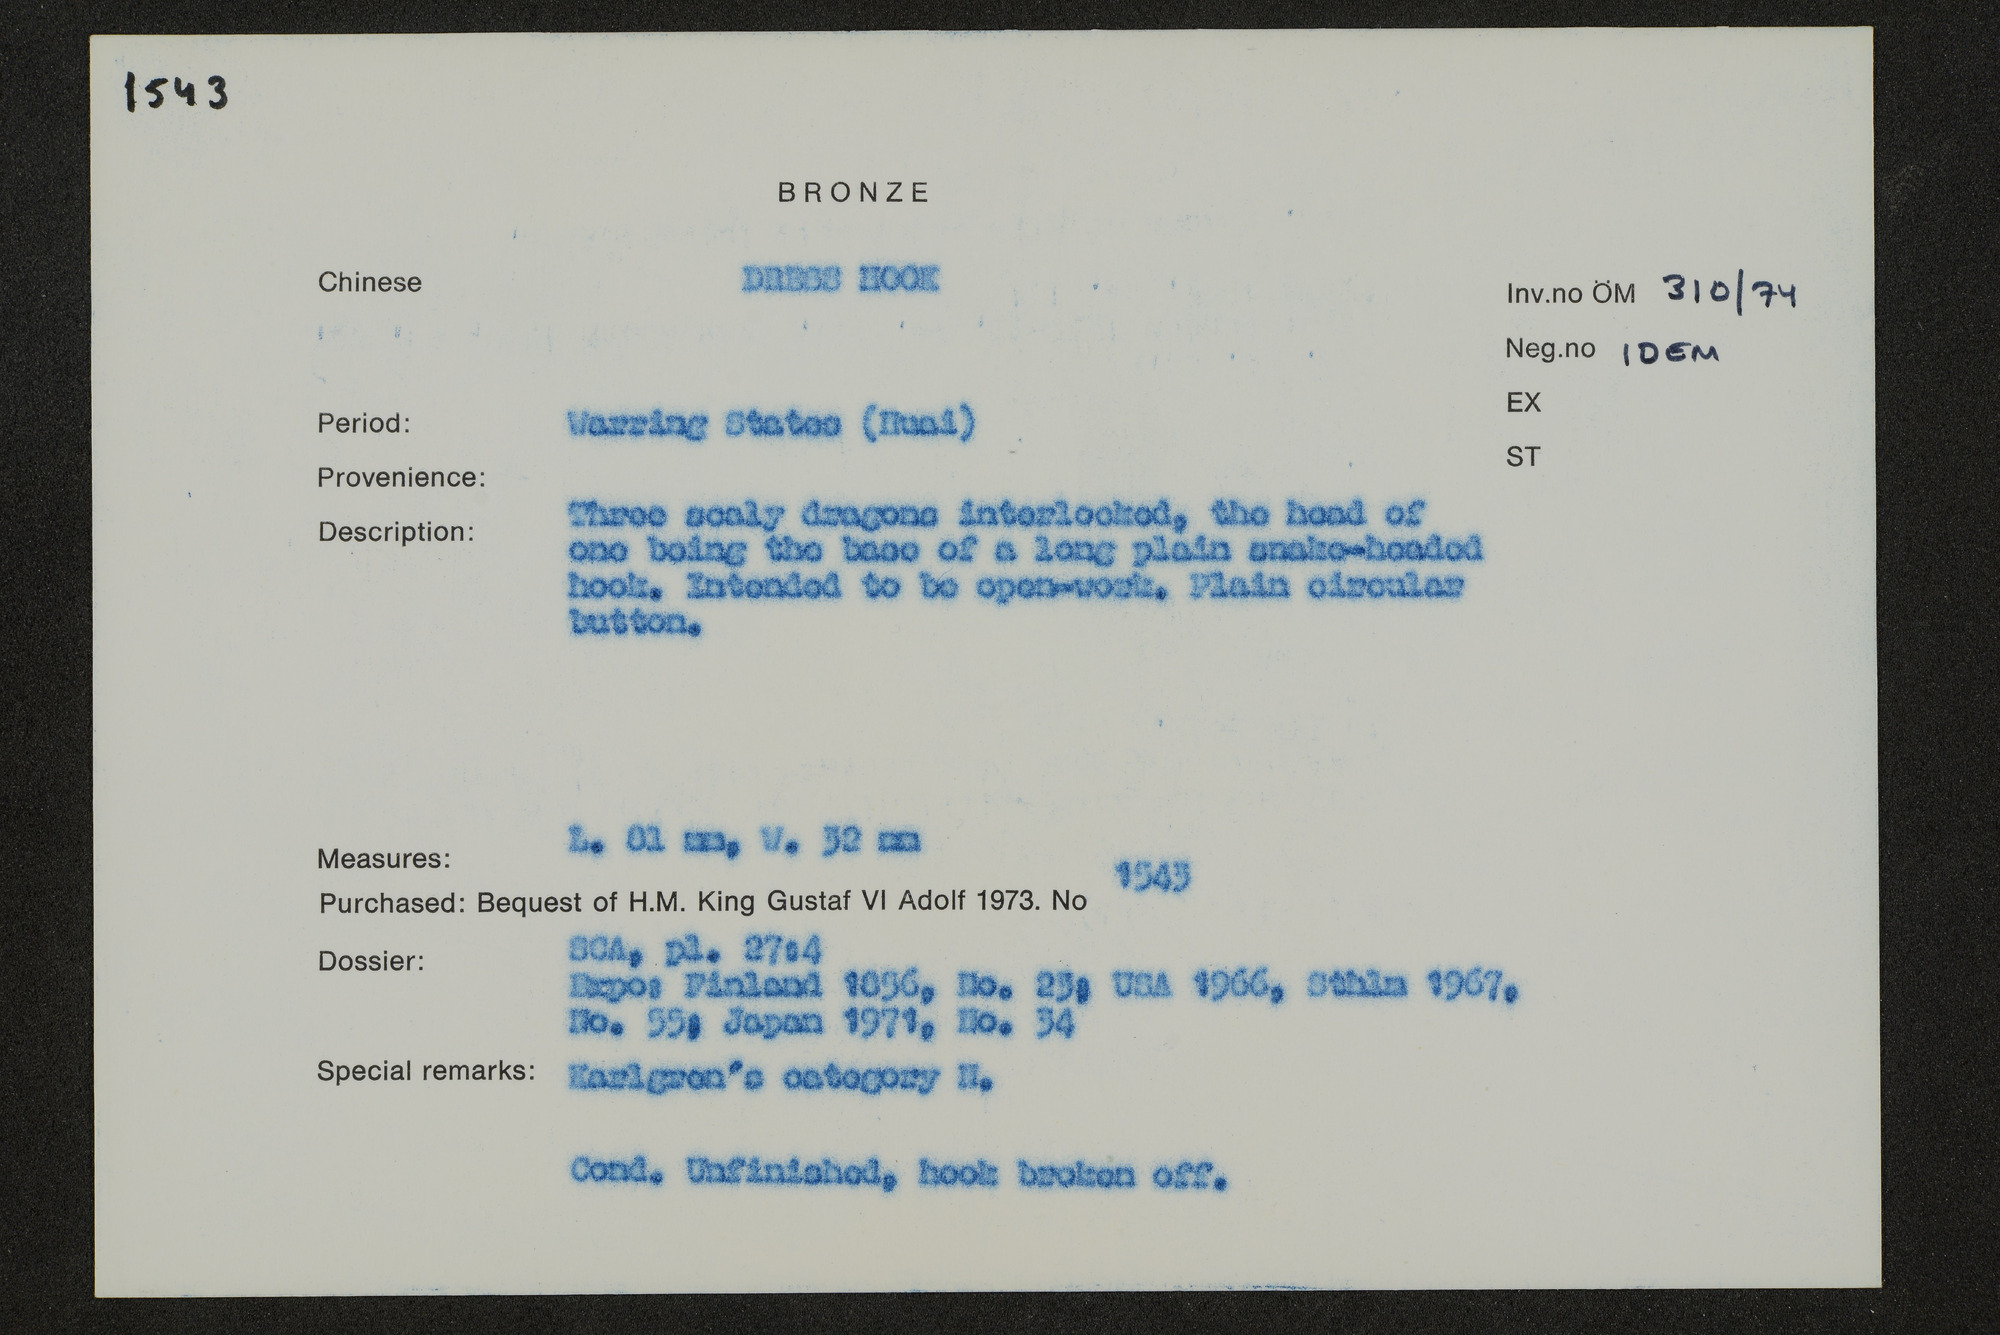 1543
BRONZE
Chinese DRESS HOOK
Inv.no ÖM 310/74
Neg.no IDEM
EX
ST
Period: Warring States (Huai)
Provenience:
Description: Three scaly dragons interlocked, the head of
one being the base of a long plain snake-headed
hook. Intended to be open-work. Plain circular
button.
Measures: L. 81 mm, W. 32 mm
Purchased: Bequest of H.M. King Gustaf VI Adolf 1973. No 1543
Dossier: SCA, pl. 27:4
Expo: Finland 1956, No. 23; USA 1966, Sthlm 1967,
No. 55; Japan 1971, No. 34
Special remarks: Karlgren's category H.
Cond. Unfinished, hook broken off.